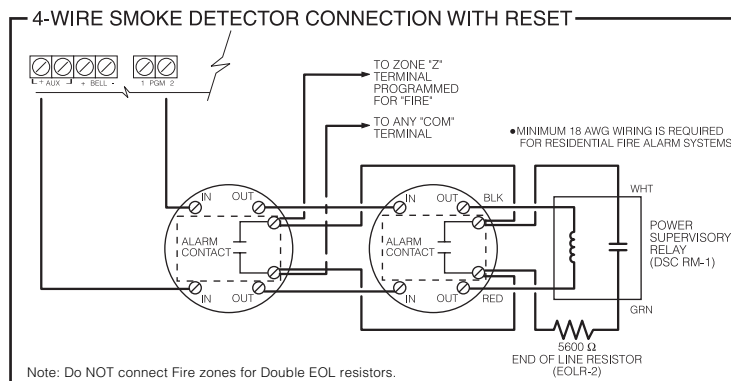 4-WIRE SMOKE DETECTOR CONNECTION WITH RESET
+ AUX - + BELL -
1 PGM 2
TO ZONE "Z"
TERMINAL
PROGRAMMED
FOR "FIRE"
TO ANY "COM"
TERMINAL
●MINIMUM 18 AWG WIRING IS REQUIRED
FOR RESIDENTIAL FIRE ALARM SYSTEMS
IN OUT
IN OUT BLK
WHT
ALARM
CONTACT
ALARM
CONTACT
POWER
SUPERVISORY
RELAY
(DSC RM-1)
IN OUT
IN OUT RED
GRN
5600 Ω
END OF LINE RESISTOR
(EOLR-2)
Note: Do NOT connect Fire zones for Double EOL resistors.